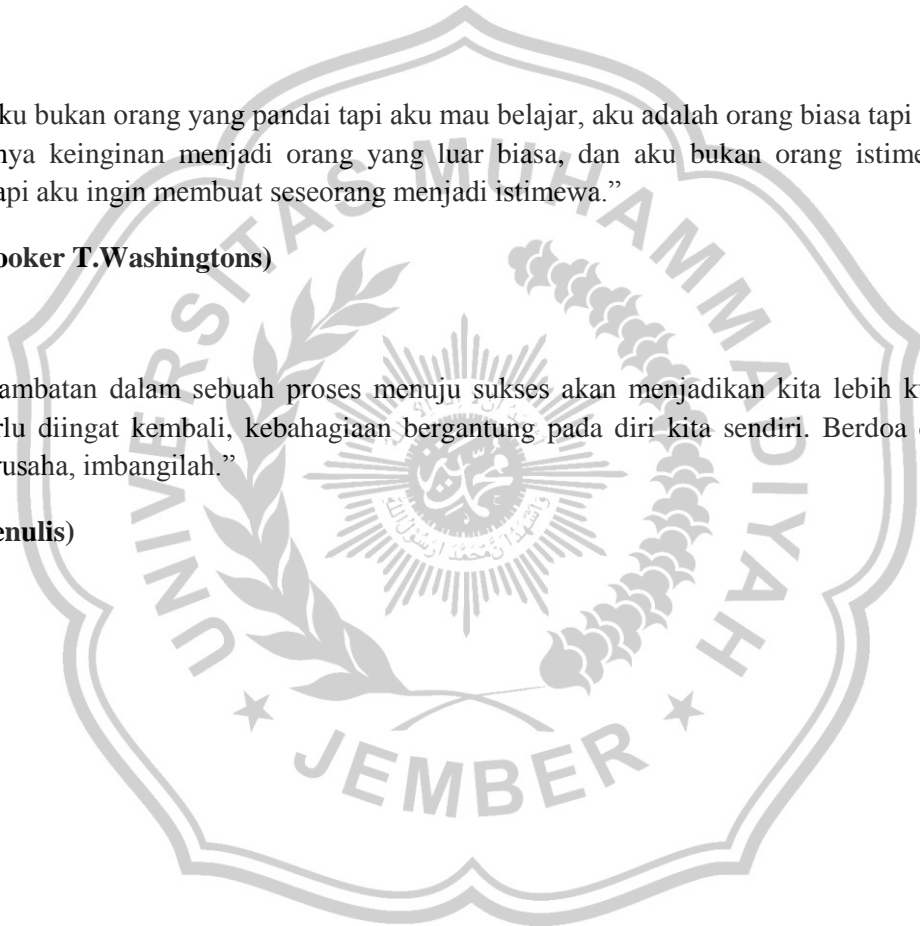 ku bukan orang yang pandai tapi aku mau belajar, aku adalah orang biasa tapi
nya keinginan menjadi orang yang luar biasa, dan aku bukan orang istime
api aku ingin membuat seseorang menjadi istimewa.”
ooker T.Washingtons)
ambatan dalam sebuah proses menuju sukses akan menjadikan kita lebih k
rlu diingat kembali, kebahagiaan bergantung pada diri kita sendiri. Berdoa
rusaha, imbangilah.”
enulis)
UNIVERSITAS MUHAMMADIYAH
JEMBER